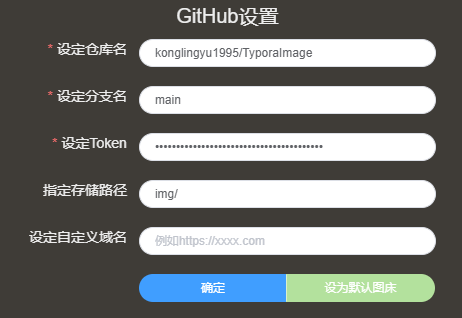 GitHub设置
* 设定仓库名 konglingyu1995/TyporaImage
* 设定分支名 main
* 设定Token ••••••••••••••••••••••••••••••••••••••••
指定存储路径 img/
设定自定义域名 例如https://xxxx.com
确定 设为默认图床